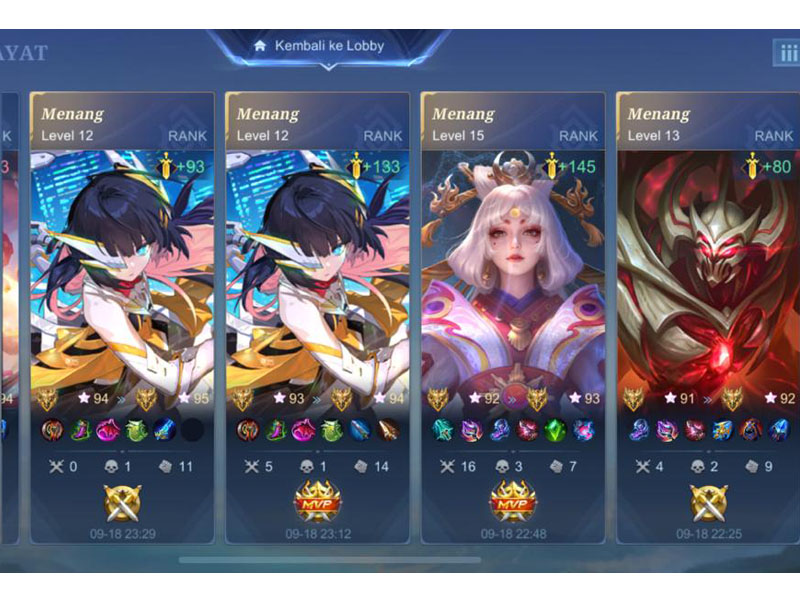 AYAT
Kembali ke Lobby
K
3
94
Menang
Level 12
RANK
+93
94
»
95
0
1
11
09-18 23:29
Menang
Level 12
RANK
+133
93
»
94
5
1
14
MVP
09-18 23:12
Menang
Level 15
RANK
+145
92
»
93
16
3
7
MVP
09-18 22:48
Menang
Level 13
RANK
+80
91
»
92
4
2
9
09-18 22:25